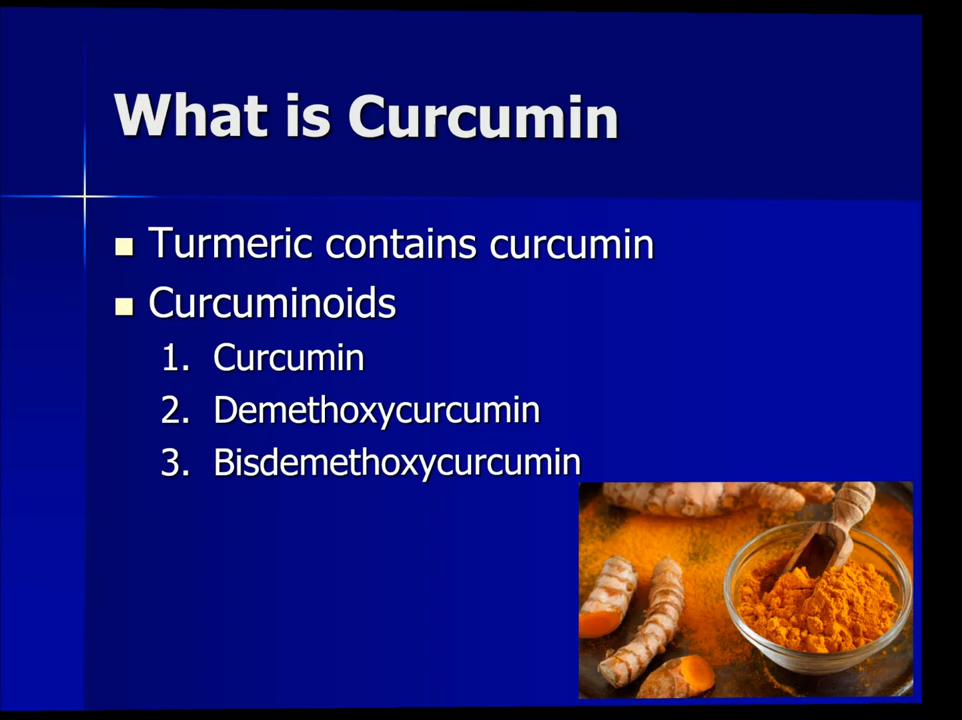 What is Curcumin
Turmeric contains curcumin
Curcuminoids
1. Curcumin
2. Demethoxycurcumin
3. Bisdemethoxycurcumin